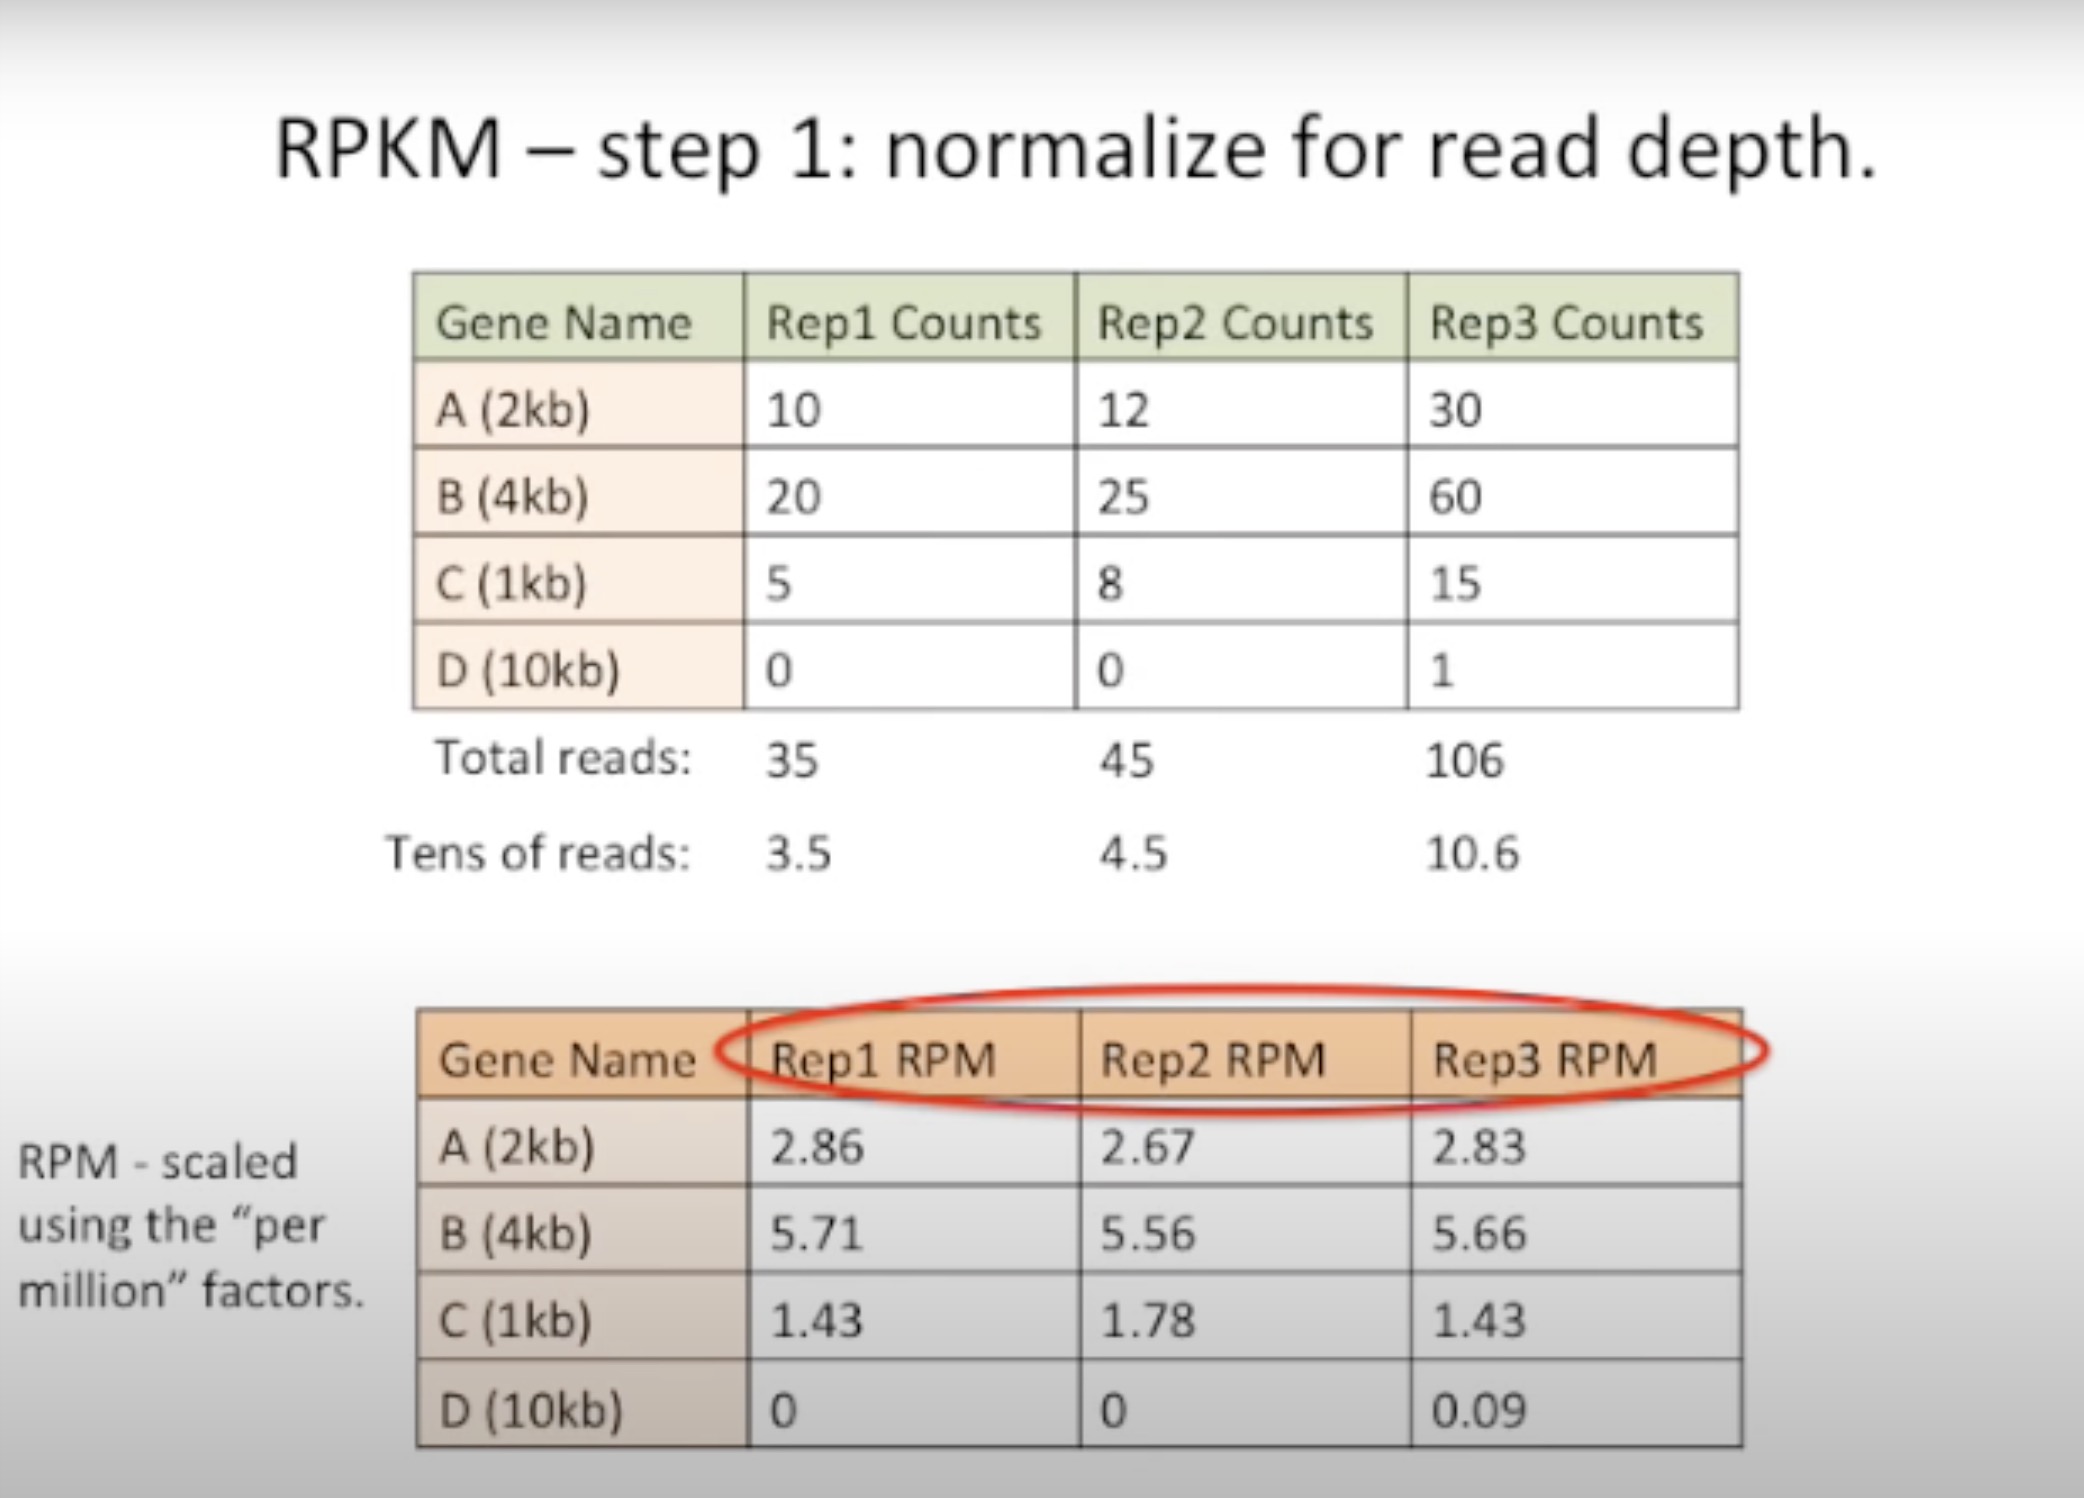 RPKM – step 1: normalize for read depth.
Gene Name Rep1 Counts Rep2 Counts Rep3 Counts
A (2kb) 10 12 30
B (4kb) 20 25 60
C (1kb) 5 8 15
D (10kb) 0 0 1
Total reads: 35 45 106
Tens of reads: 3.5 4.5 10.6
Gene Name Rep1 RPM Rep2 RPM Rep3 RPM
A (2kb) 2.86 2.67 2.83
B (4kb) 5.71 5.56 5.66
C (1kb) 1.43 1.78 1.43
D (10kb) 0 0 0.09
RPM - scaled
using the “per
million” factors.